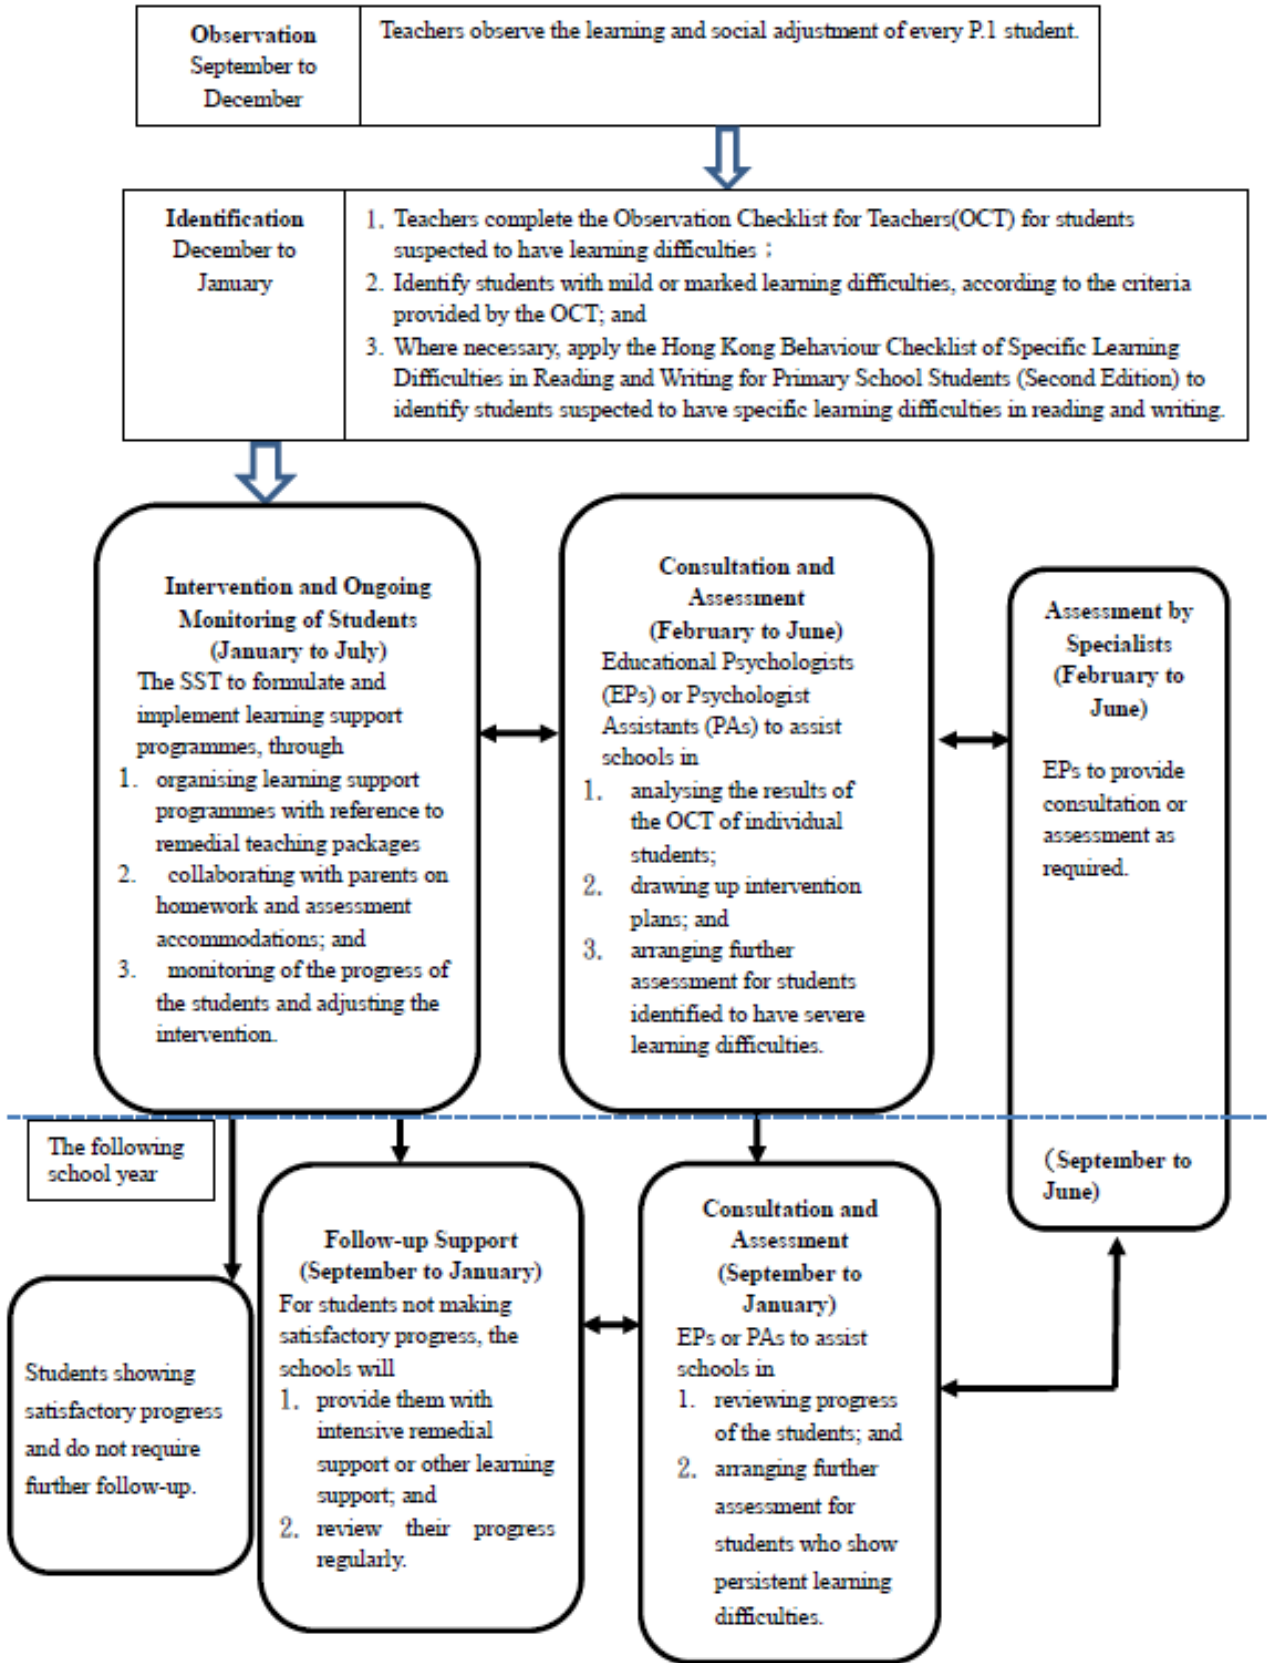 Observation
September to
December
Teachers observe the learning and social adjustment of every P.1 student.
Identification
December to
January
1. Teachers complete the Observation Checklist for Teachers(OCT) for students
suspected to have learning difficulties；
2. Identify students with mild or marked learning difficulties, according to the criteria
provided by the OCT; and
3. Where necessary, apply the Hong Kong Behaviour Checklist of Specific Learning
Difficulties in Reading and Writing for Primary School Students (Second Edition) to
identify students suspected to have specific learning difficulties in reading and writing.
Intervention and Ongoing
Monitoring of Students
(January to July)
The SST to formulate and
implement learning support
programmes, through
1. organising learning support
programmes with reference to
remedial teaching packages
2. collaborating with parents on
homework and assessment
accommodations; and
3. monitoring of the progress of
the students and adjusting the
intervention.
Consultation and
Assessment
(February to June)
Educational Psychologists
(EPs) or Psychologist
Assistants (PAs) to assist
schools in
1. analysing the results of
the OCT of individual
students;
2. drawing up intervention
plans; and
3. arranging further
assessment for students
identified to have severe
learning difficulties.
Assessment by
Specialists
(February to
June)
EPs to provide
consultation or
assessment as
required.
（September to
June)
The following
school year
Students showing
satisfactory progress
and do not require
further follow-up.
Follow-up Support
(September to January)
For students not making
satisfactory progress, the
schools will
1. provide them with
intensive remedial
support or other learning
support; and
2. review their progress
regularly.
Consultation and
Assessment
(September to
January)
EPs or PAs to assist
schools in
1. reviewing progress
of the students; and
2. arranging further
assessment for
students who show
persistent learning
difficulties.